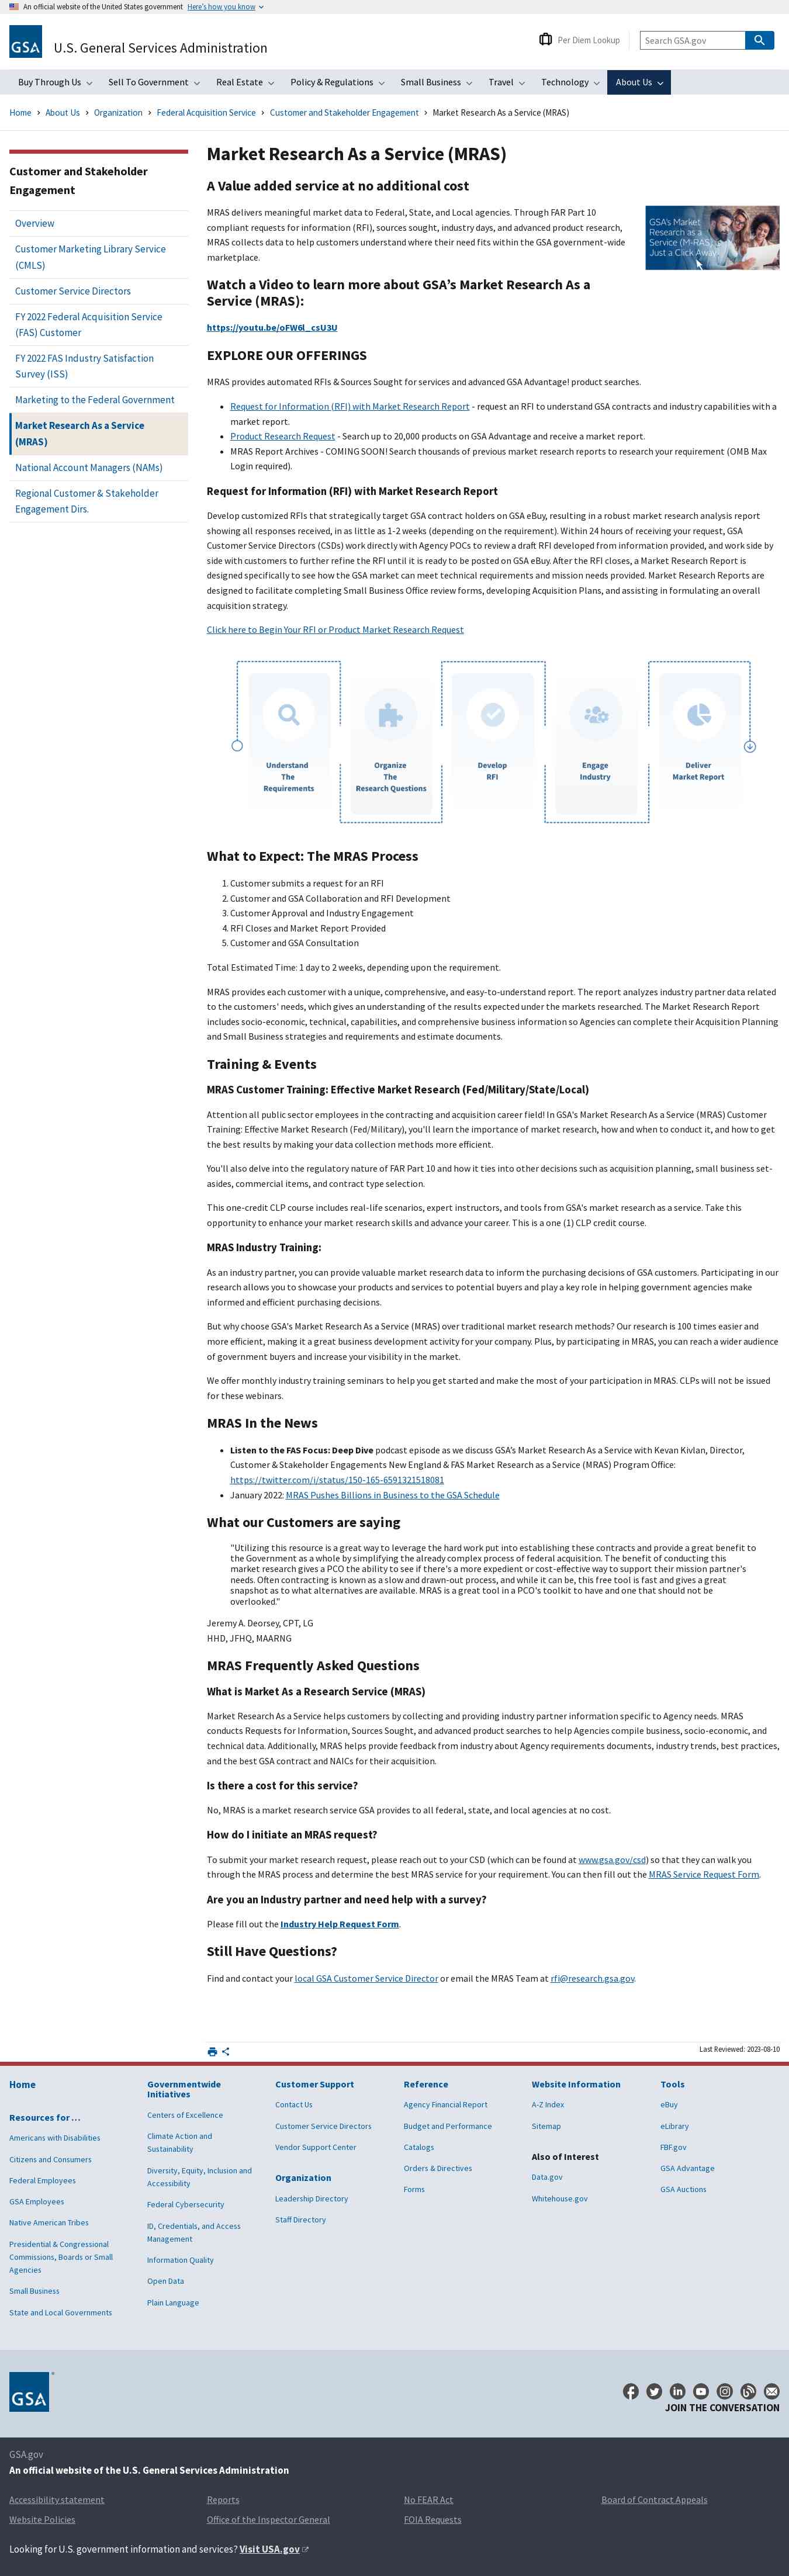 An official website of the United States government Here's how you know
GSA
U.S. General Services Administration
Per Diem Lookup
Search GSA.gov
Buy Through Us
Sell To Government
Real Estate
Policy & Regulations
Small Business
Travel
Technology
About Us
Home › About Us › Organization › Federal Acquisition Service › Customer and Stakeholder Engagement › Market Research As a Service (MRAS)
Customer and Stakeholder
Engagement
Overview
Customer Marketing Library Service
(CMLS)
Customer Service Directors
FY 2022 Federal Acquisition Service
(FAS) Customer
FY 2022 FAS Industry Satisfaction
Survey (ISS)
Marketing to the Federal Government
Market Research As a Service
(MRAS)
National Account Managers (NAMs)
Regional Customer & Stakeholder
Engagement Dirs.
Market Research As a Service (MRAS)
A Value added service at no additional cost
MRAS delivers meaningful market data to Federal, State, and Local agencies. Through FAR Part 10
compliant requests for information (RFI), sources sought, industry days, and advanced product research,
MRAS collects data to help customers understand where their need fits within the GSA government-wide
marketplace.
GSA's Market
Research as a
Service (M-RAS)
Just a Click Away!
Watch a Video to learn more about GSA’s Market Research As a
Service (MRAS):
https://youtu.be/oFW6l_csU3U
EXPLORE OUR OFFERINGS
MRAS provides automated RFIs & Sources Sought for services and advanced GSA Advantage! product searches.
• Request for Information (RFI) with Market Research Report - request an RFI to understand GSA contracts and industry capabilities with a
market report.
• Product Research Request - Search up to 20,000 products on GSA Advantage and receive a market report.
• MRAS Report Archives - COMING SOON! Search thousands of previous market research reports to research your requirement (OMB Max
Login required).
Request for Information (RFI) with Market Research Report
Develop customized RFIs that strategically target GSA contract holders on GSA eBuy, resulting in a robust market research analysis report
showing all responses received, in as little as 1-2 weeks (depending on the requirement). Within 24 hours of receiving your request, GSA
Customer Service Directors (CSDs) work directly with Agency POCs to review a draft RFI developed from information provided, and work side by
side with customers to further refine the RFI until it is ready to be posted on GSA eBuy. After the RFI closes, a Market Research Report is
designed specifically to see how the GSA market can meet technical requirements and mission needs provided. Market Research Reports are
designed to facilitate completing Small Business Office review forms, developing Acquisition Plans, and assisting in formulating an overall
acquisition strategy.
Click here to Begin Your RFI or Product Market Research Request
Understand
The
Requirements
Organize
The
Research Questions
Develop
RFI
Engage
Industry
Deliver
Market Report
What to Expect: The MRAS Process
1. Customer submits a request for an RFI
2. Customer and GSA Collaboration and RFI Development
3. Customer Approval and Industry Engagement
4. RFI Closes and Market Report Provided
5. Customer and GSA Consultation
Total Estimated Time: 1 day to 2 weeks, depending upon the requirement.
MRAS provides each customer with a unique, comprehensive, and easy-to-understand report. The report analyzes industry partner data related
to the customers' needs, which gives an understanding of the results expected under the markets researched. The Market Research Report
includes socio-economic, technical, capabilities, and comprehensive business information so Agencies can complete their Acquisition Planning
and Small Business strategies and requirements and estimate documents.
Training & Events
MRAS Customer Training: Effective Market Research (Fed/Military/State/Local)
Attention all public sector employees in the contracting and acquisition career field! In GSA's Market Research As a Service (MRAS) Customer
Training: Effective Market Research (Fed/Military), you'll learn the importance of market research, how and when to conduct it, and how to get
the best results by making your data collection methods more efficient.
You'll also delve into the regulatory nature of FAR Part 10 and how it ties into other decisions such as acquisition planning, small business set-
asides, commercial items, and contract type selection.
This one-credit CLP course includes real-life scenarios, expert instructors, and tools from GSA's market research as a service. Take this
opportunity to enhance your market research skills and advance your career. This is a one (1) CLP credit course.
MRAS Industry Training:
As an industry partner, you can provide valuable market research data to inform the purchasing decisions of GSA customers. Participating in our
research allows you to showcase your products and services to potential buyers and play a key role in helping government agencies make
informed and efficient purchasing decisions.
But why choose GSA's Market Research As a Service (MRAS) over traditional market research methods? Our research is 100 times easier and
more efficient, making it a great business development activity for your company. Plus, by participating in MRAS, you can reach a wider audience
of government buyers and increase your visibility in the market.
We offer monthly industry training seminars to help you get started and make the most of your participation in MRAS. CLPs will not be issued
for these webinars.
MRAS In the News
• Listen to the FAS Focus: Deep Dive podcast episode as we discuss GSA’s Market Research As a Service with Kevan Kivlan, Director,
Customer & Stakeholder Engagements New England & FAS Market Research as a Service (MRAS) Program Office:
https://twitter.com/i/status/150-165-6591321518081
• January 2022: MRAS Pushes Billions in Business to the GSA Schedule
What our Customers are saying
"Utilizing this resource is a great way to leverage the hard work put into establishing these contracts and provide a great benefit to
the Government as a whole by simplifying the already complex process of federal acquisition. The benefit of conducting this
market research gives a PCO the ability to see if there's a more expedient or cost-effective way to support their mission partner's
needs. Often contracting is known as a slow and drawn-out process, and while it can be, this free tool is fast and gives a great
snapshot as to what alternatives are available. MRAS is a great tool in a PCO's toolkit to have and one that should not be
overlooked."
Jeremy A. Deorsey, CPT, LG
HHD, JFHQ, MAARNG
MRAS Frequently Asked Questions
What is Market As a Research Service (MRAS)
Market Research As a Service helps customers by collecting and providing industry partner information specific to Agency needs. MRAS
conducts Requests for Information, Sources Sought, and advanced product searches to help Agencies compile business, socio-economic, and
technical data. Additionally, MRAS helps provide feedback from industry about Agency requirements documents, industry trends, best practices,
and the best GSA contract and NAICs for their acquisition.
Is there a cost for this service?
No, MRAS is a market research service GSA provides to all federal, state, and local agencies at no cost.
How do I initiate an MRAS request?
To submit your market research request, please reach out to your CSD (which can be found at www.gsa.gov/csd) so that they can walk you
through the MRAS process and determine the best MRAS service for your requirement. You can then fill out the MRAS Service Request Form.
Are you an Industry partner and need help with a survey?
Please fill out the Industry Help Request Form.
Still Have Questions?
Find and contact your local GSA Customer Service Director or email the MRAS Team at rfi@research.gsa.gov.
Last Reviewed: 2023-08-10
Home
Resources for …
Americans with Disabilities
Citizens and Consumers
Federal Employees
GSA Employees
Native American Tribes
Presidential & Congressional
Commissions, Boards or Small
Agencies
Small Business
State and Local Governments
Governmentwide
Initiatives
Centers of Excellence
Climate Action and
Sustainability
Diversity, Equity, Inclusion and
Accessibility
Federal Cybersecurity
ID, Credentials, and Access
Management
Information Quality
Open Data
Plain Language
Customer Support
Contact Us
Customer Service Directors
Vendor Support Center
Organization
Leadership Directory
Staff Directory
Reference
Agency Financial Report
Budget and Performance
Catalogs
Orders & Directives
Forms
Website Information
A-Z Index
Sitemap
Also of Interest
Data.gov
Whitehouse.gov
Tools
eBuy
eLibrary
FBF.gov
GSA Advantage
GSA Auctions
GSA
JOIN THE CONVERSATION
GSA.gov
An official website of the U.S. General Services Administration
Accessibility statement
Reports
No FEAR Act
Board of Contract Appeals
Website Policies
Office of the Inspector General
FOIA Requests
Looking for U.S. government information and services? Visit USA.gov